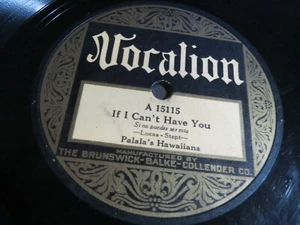 Vocalion
A 15115
If I Can't Have You
Si no puedes ser mia
—Lucas-Stept—
Palala's Hawaiians
MANUFACTURED BY
THE BRUNSWICK-BALKE-COLLENDER CO.